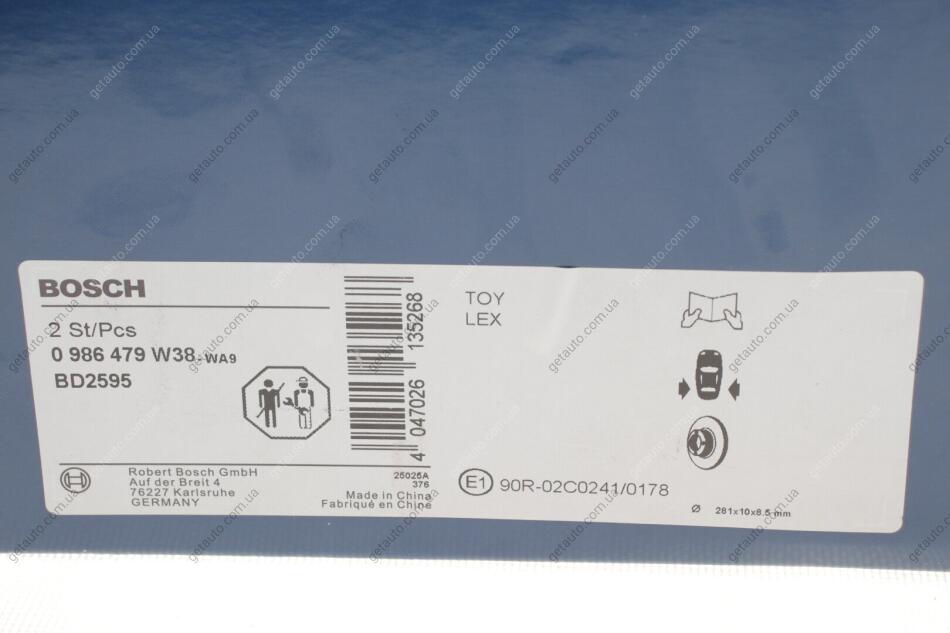 BOSCH
2 St/Pcs
0 986 479 W38-WA9
BD2595
4 047026 135268
Robert Bosch GmbH
Auf der Breit 4
76227 Karlsruhe
GERMANY
25025A
376
Made in China
Fabriqué en Chine
TOY
LEX
E1 90R-02C0241/0178
Ø 281x10x8.5 mm
getauto.com.ua